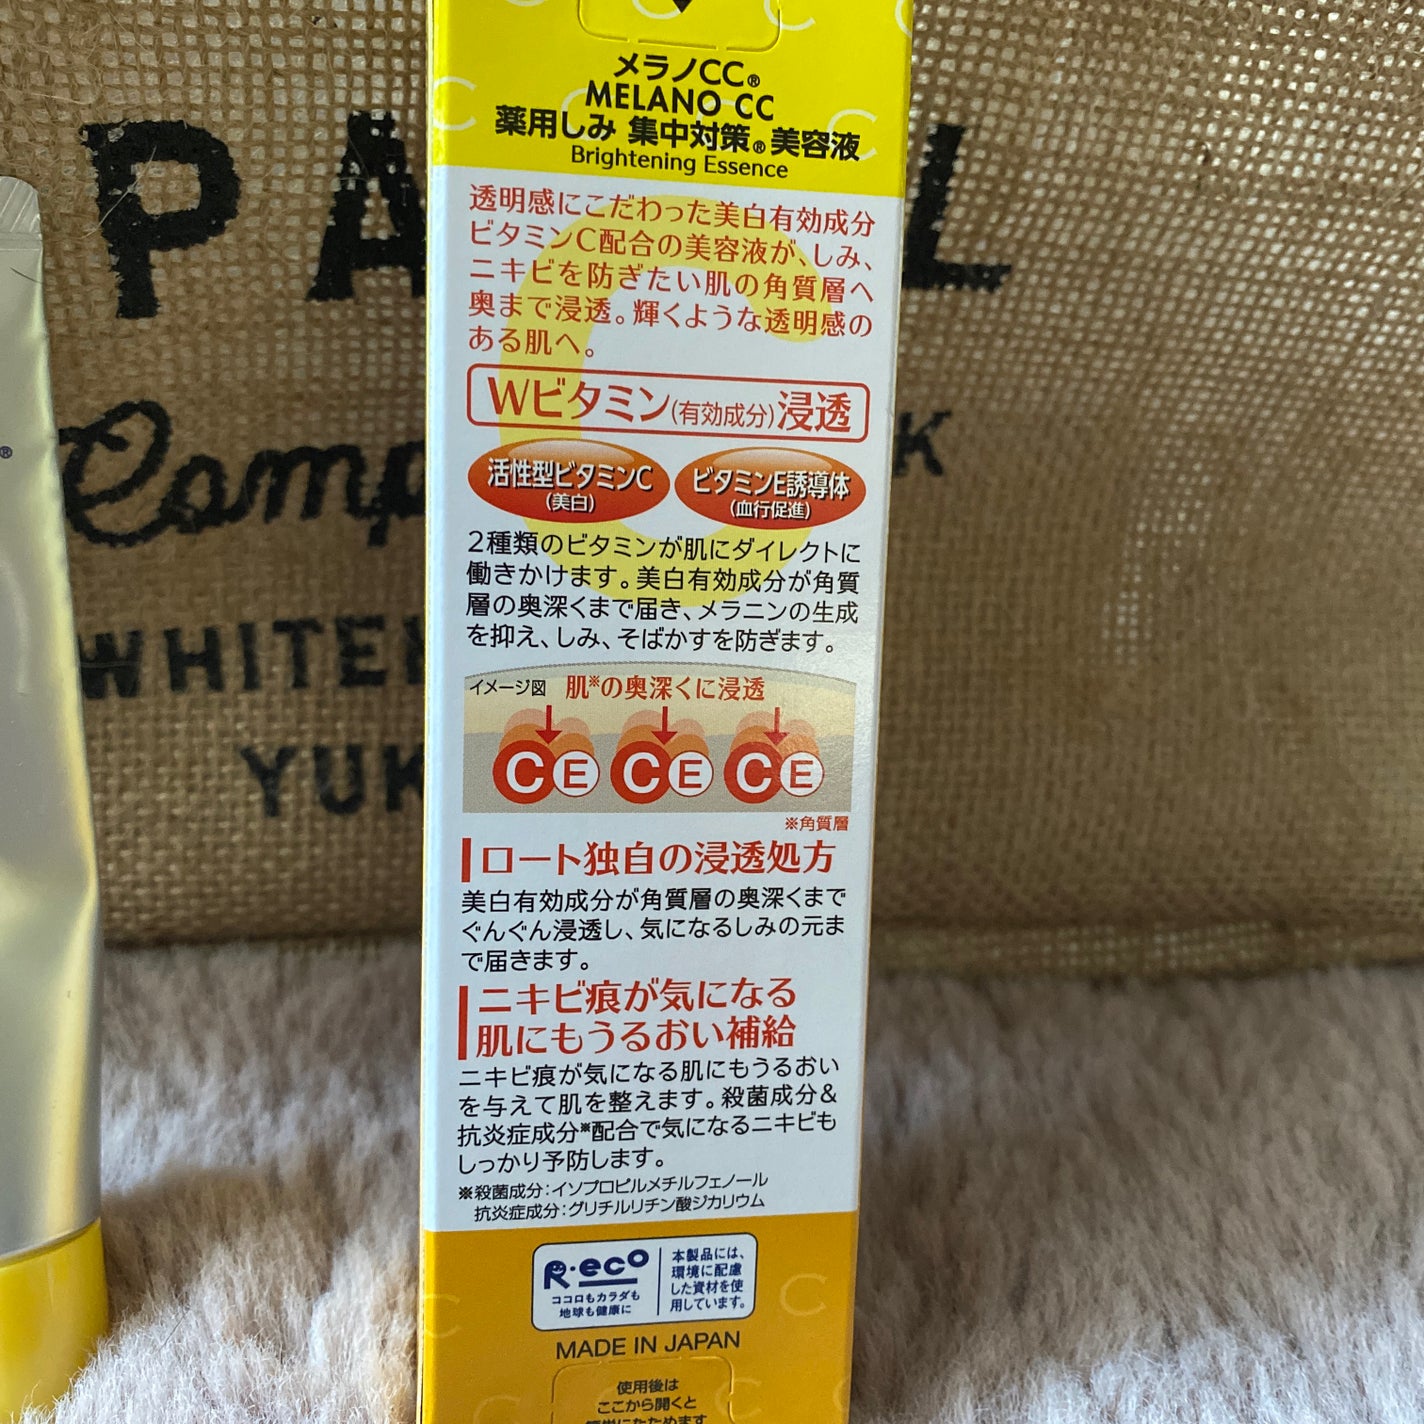 メラノCC®
MELANO CC
薬用しみ 集中対策® 美容液
Brightening Essence
透明感にこだわった美白有効成分
ビタミンC配合の美容液が、しみ、
ニキビを防ぎたい肌の角質層へ
奥まで浸透。輝くような透明感の
ある肌へ。
Wビタミン(有効成分)浸透
活性型ビタミンC
(美白)
ビタミンE誘導体
(血行促進)
2種類のビタミンが肌にダイレクトに
働きかけます。美白有効成分が角質
層の奥深くまで届き、メラニンの生成
を抑え、しみ、そばかすを防ぎます。
イメージ図 肌※の奥深くに浸透
C E C E C E
※角質層
ロート独自の浸透処方
美白有効成分が角質層の奥深くまで
ぐんぐん浸透し、気になるしみの元ま
で届きます。
ニキビ痕が気になる
肌にもうるおい補給
ニキビ痕が気になる肌にもうるおい
を与えて肌を整えます。殺菌成分&
抗炎症成分※配合で気になるニキビも
しっかり予防します。
※殺菌成分:イソプロピルメチルフェノール
抗炎症成分:グリチルリチン酸ジカリウム
R・eco
ココロもカラダも
地球も健康に
本製品には、
環境に配慮
した資材を使
用しています。
MADE IN JAPAN
使用後は
ここから開くと
簡単にたためます
PA L
Comp K
WHITEH
YUK
®